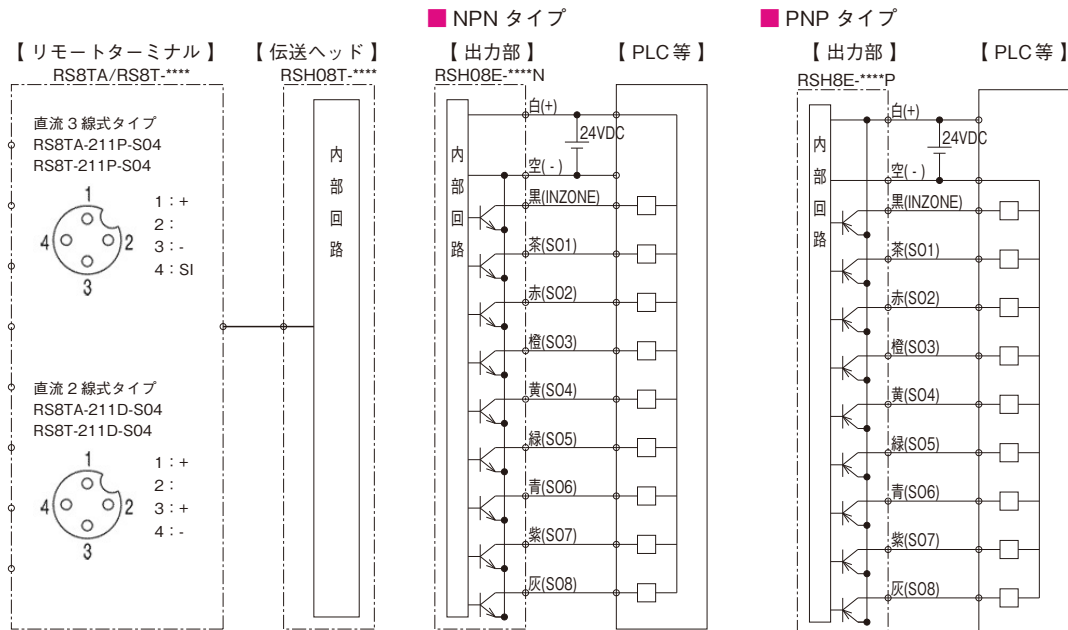 ■ NPN タイプ
■ PNP タイプ
【 リモートターミナル 】
RS8TA/RS8T-****
【 伝送ヘッド 】
RSH08T-****
【 出力部 】
RSH08E-****N
【 PLC 等 】
【 出力部 】
RSH8E-****P
【 PLC 等 】
直流 3 線式タイプ
RS8TA-211P-S04
RS8T-211P-S04
1
4
2
3
1 : +
2 :
3 : -
4 : SI
直流 2 線式タイプ
RS8TA-211D-S04
RS8T-211D-S04
1
4
2
3
1 : +
2 :
3 : +
4 : -
内部回路
内部回路
白(+)
24VDC
空( - )
黒(INZONE)
茶(SO1)
赤(SO2)
橙(SO3)
黄(SO4)
緑(SO5)
青(SO6)
紫(SO7)
灰(SO8)
内部回路
白(+)
24VDC
空( - )
黒(INZONE)
茶(SO1)
赤(SO2)
橙(SO3)
黄(SO4)
緑(SO5)
青(SO6)
紫(SO7)
灰(SO8)